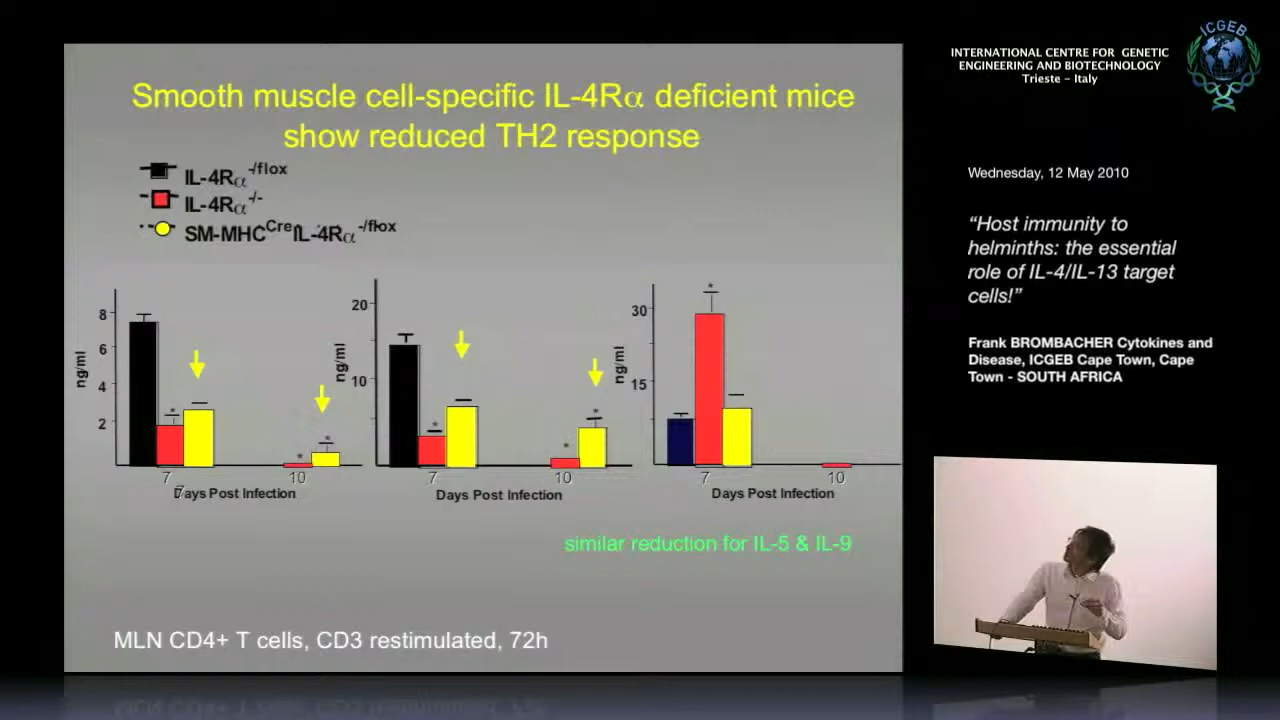 Smooth muscle cell-specific IL-4Rα deficient mice
show reduced TH2 response
IL-4Rα-/flox
IL-4Rα-/-
SM-MHCCreIL-4Rα-/flox
8
6
4
2
ng/ml
7
10
7
Days Post Infection
20
10
ng/ml
7
10
Days Post Infection
30
15
ng/ml
7
10
Days Post Infection
similar reduction for IL-5 & IL-9
MLN CD4+ T cells, CD3 restimulated, 72h
INTERNATIONAL CENTRE FOR GENETIC
ENGINEERING AND BIOTECHNOLOGY
Trieste – Italy
ICGEB
Wednesday, 12 May 2010
“Host immunity to
helminths: the essential
role of IL-4/IL-13 target
cells!”
Frank BROMBACHER Cytokines and
Disease, ICGEB Cape Town, Cape
Town - SOUTH AFRICA